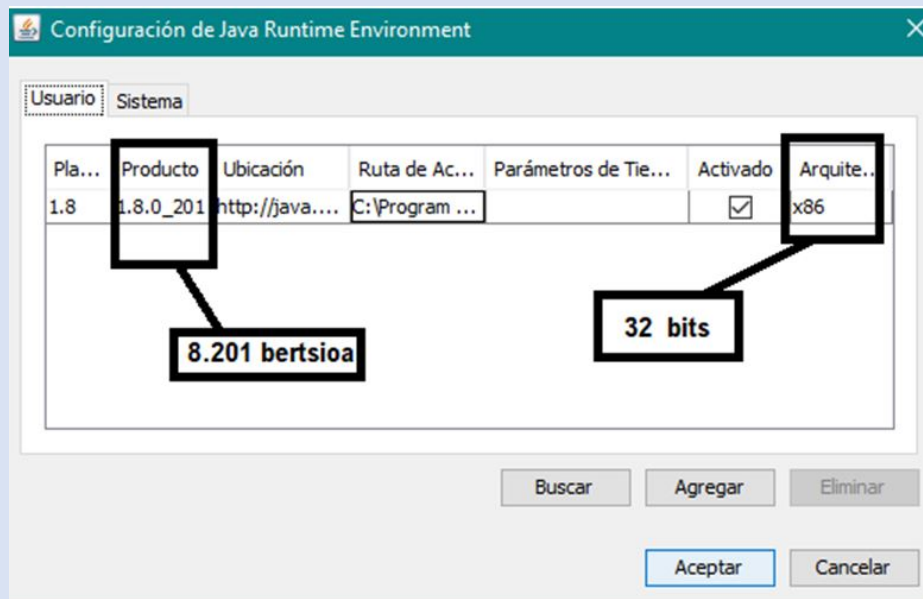 Configuración de Java Runtime Environment
Usuario Sistema
Pla... Producto Ubicación Ruta de Ac... Parámetros de Tie... Activado Arquite...
1.8 1.8.0_201 http://java.... C:\Program ... x86
32 bits
8.201 bertsioa
Buscar Agregar Eliminar
Aceptar Cancelar